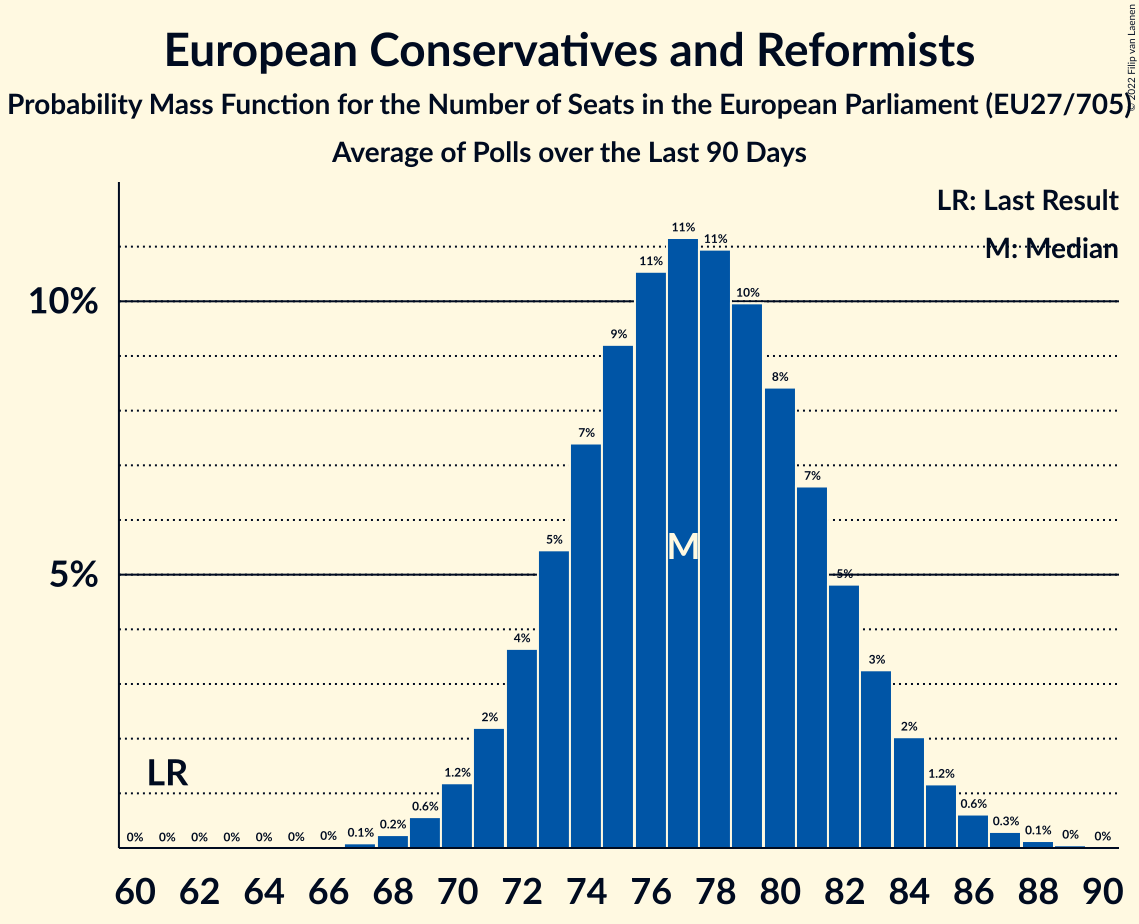 European Conservatives and Reformists
Probability Mass Function for the Number of Seats in the European Parliament (EU27/705)
Average of Polls over the Last 90 Days
© 2022 Filip van Laenen
LR: Last Result
M: Median
10%
5%
LR
M
0% 0% 0% 0% 0% 0% 0% 0.1% 0.2% 0.6% 1.2% 2% 4% 5% 7% 9% 11% 11% 11% 10% 8% 7% 5% 3% 2% 1.2% 0.6% 0.3% 0.1% 0% 0%
60 62 64 66 68 70 72 74 76 78 80 82 84 86 88 90